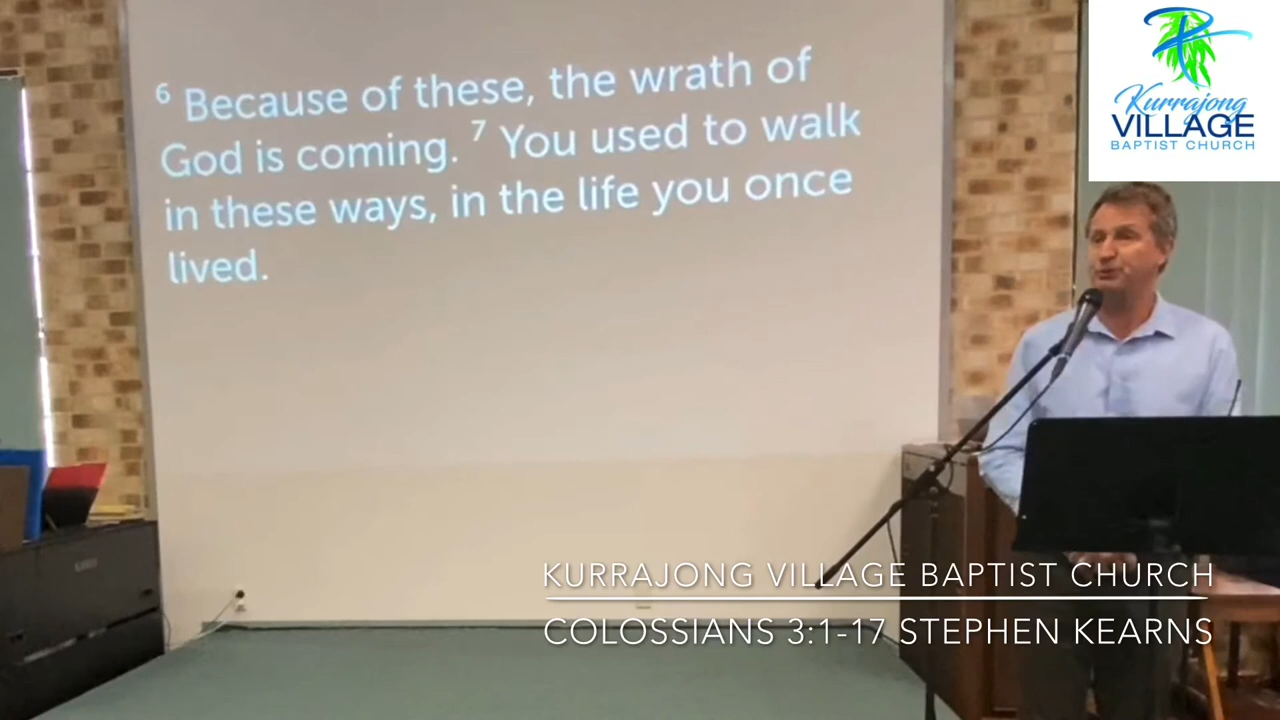 ⁶ Because of these, the wrath of
God is coming. ⁷ You used to walk
in these ways, in the life you once
lived.
Kurrajong
VILLAGE
BAPTIST CHURCH
KURRAJONG VILLAGE BAPTIST CHURCH
COLOSSIANS 3:1-17 STEPHEN KEARNS